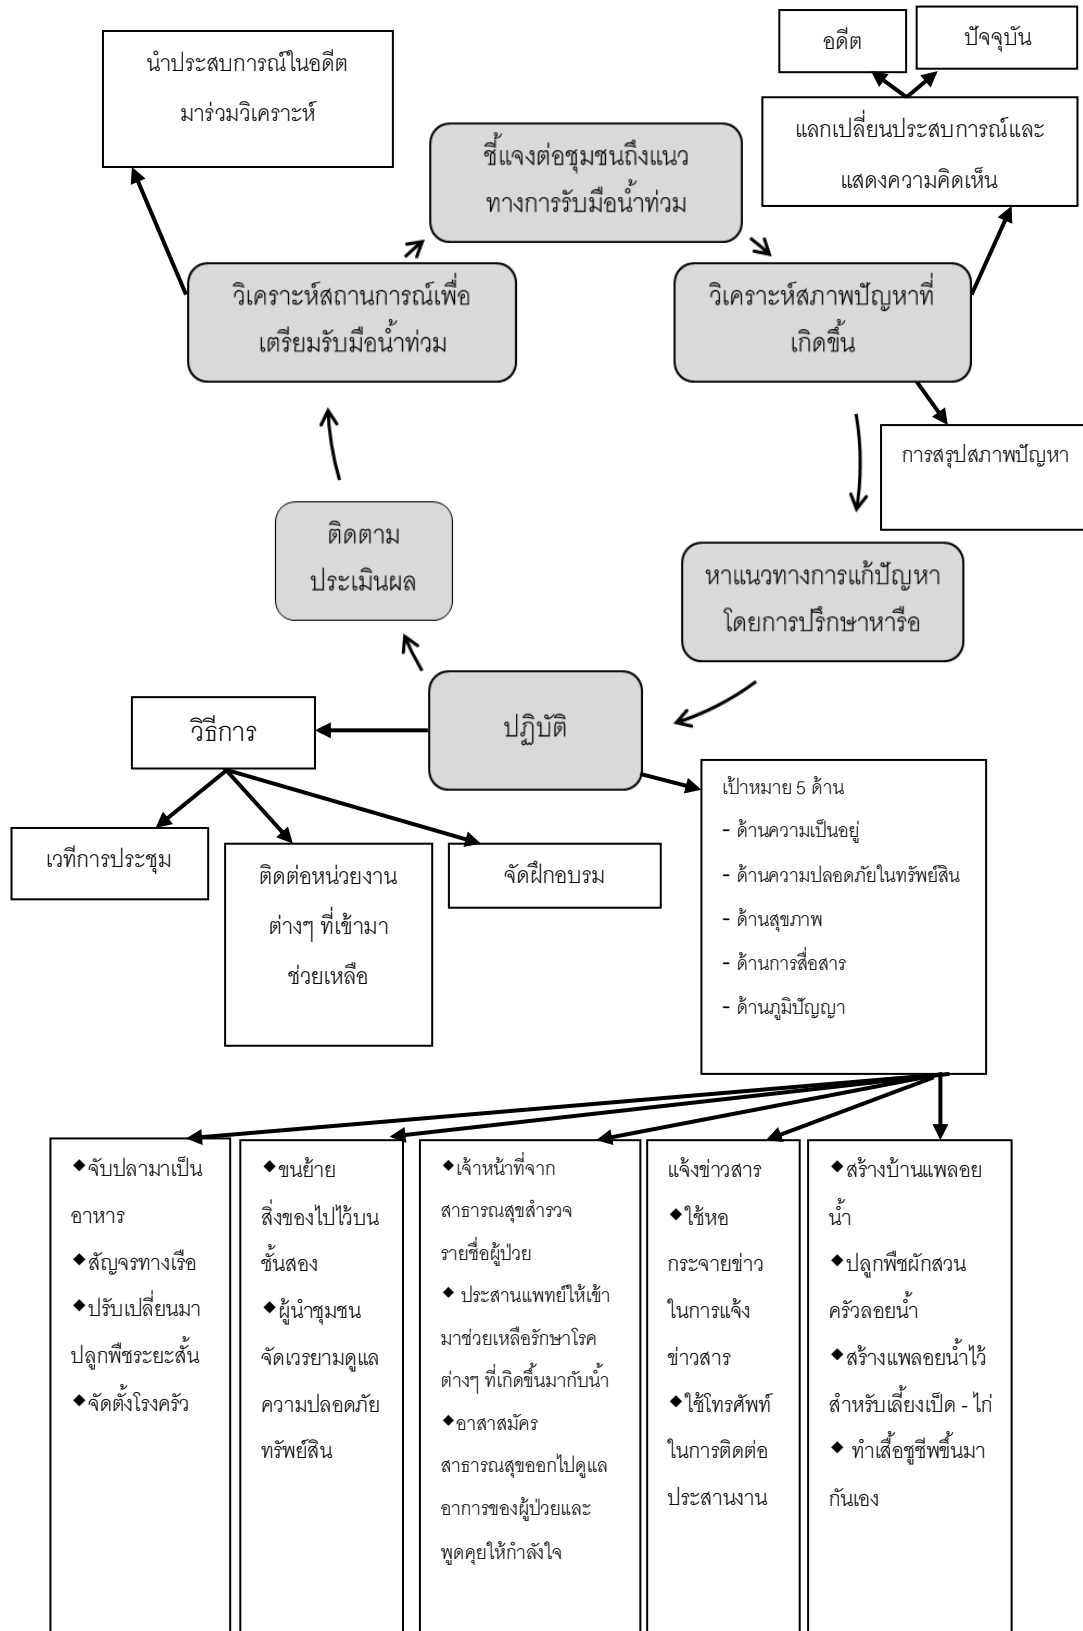 อดีต
ปัจจุบัน
นำประสบการณ์ในอดีต
มาร่วมวิเคราะห์
แลกเปลี่ยนประสบการณ์และ
แสดงความคิดเห็น
ชี้แจงต่อชุมชนถึงแนว
ทางการรับมือน้ำท่วม
วิเคราะห์สถานการณ์เพื่อ
เตรียมรับมือน้ำท่วม
วิเคราะห์สภาพปัญหาที่
เกิดขึ้น
การสรุปสภาพปัญหา
ติดตาม
ประเมินผล
หาแนวทางการแก้ปัญหา
โดยการปรึกษาหารือ
ปฏิบัติ
วิธีการ
เวทีการประชุม
ติดต่อหน่วยงาน
ต่างๆ ที่เข้ามา
ช่วยเหลือ
จัดฝึกอบรม
เป้าหมาย 5 ด้าน
- ด้านความเป็นอยู่
- ด้านความปลอดภัยในทรัพย์สิน
- ด้านสุขภาพ
- ด้านการสื่อสาร
- ด้านภูมิปัญญา
◆จับปลามาเป็น
อาหาร
◆สัญจรทางเรือ
◆ปรับเปลี่ยนมา
ปลูกพืชระยะสั้น
◆จัดตั้งโรงครัว
◆ขนย้าย
สิ่งของไปไว้บน
ชั้นสอง
◆ผู้นำชุมชน
จัดเวรยามดูแล
ความปลอดภัย
ทรัพย์สิน
◆เจ้าหน้าที่จาก
สาธารณสุขสำรวจ
รายชื่อผู้ป่วย
◆ ประสานแพทย์ให้เข้า
มาช่วยเหลือรักษาโรค
ต่างๆ ที่เกิดขึ้นมากับน้ำ
◆อาสาสมัคร
สาธารณสุขออกไปดูแล
อาการของผู้ป่วยและ
พูดคุยให้กำลังใจ
แจ้งข่าวสาร
◆ใช้หอ
กระจายข่าว
ในการแจ้ง
ข่าวสาร
◆ใช้โทรศัพท์
ในการติดต่อ
ประสานงาน
◆สร้างบ้านแพลอย
น้ำ
◆ปลูกพืชผักสวน
ครัวลอยน้ำ
◆สร้างแพลอยน้ำไว้
สำหรับเลี้ยงเป็ด - ไก่
◆ ทำเสื้อชูชีพขึ้นมา
กันเอง